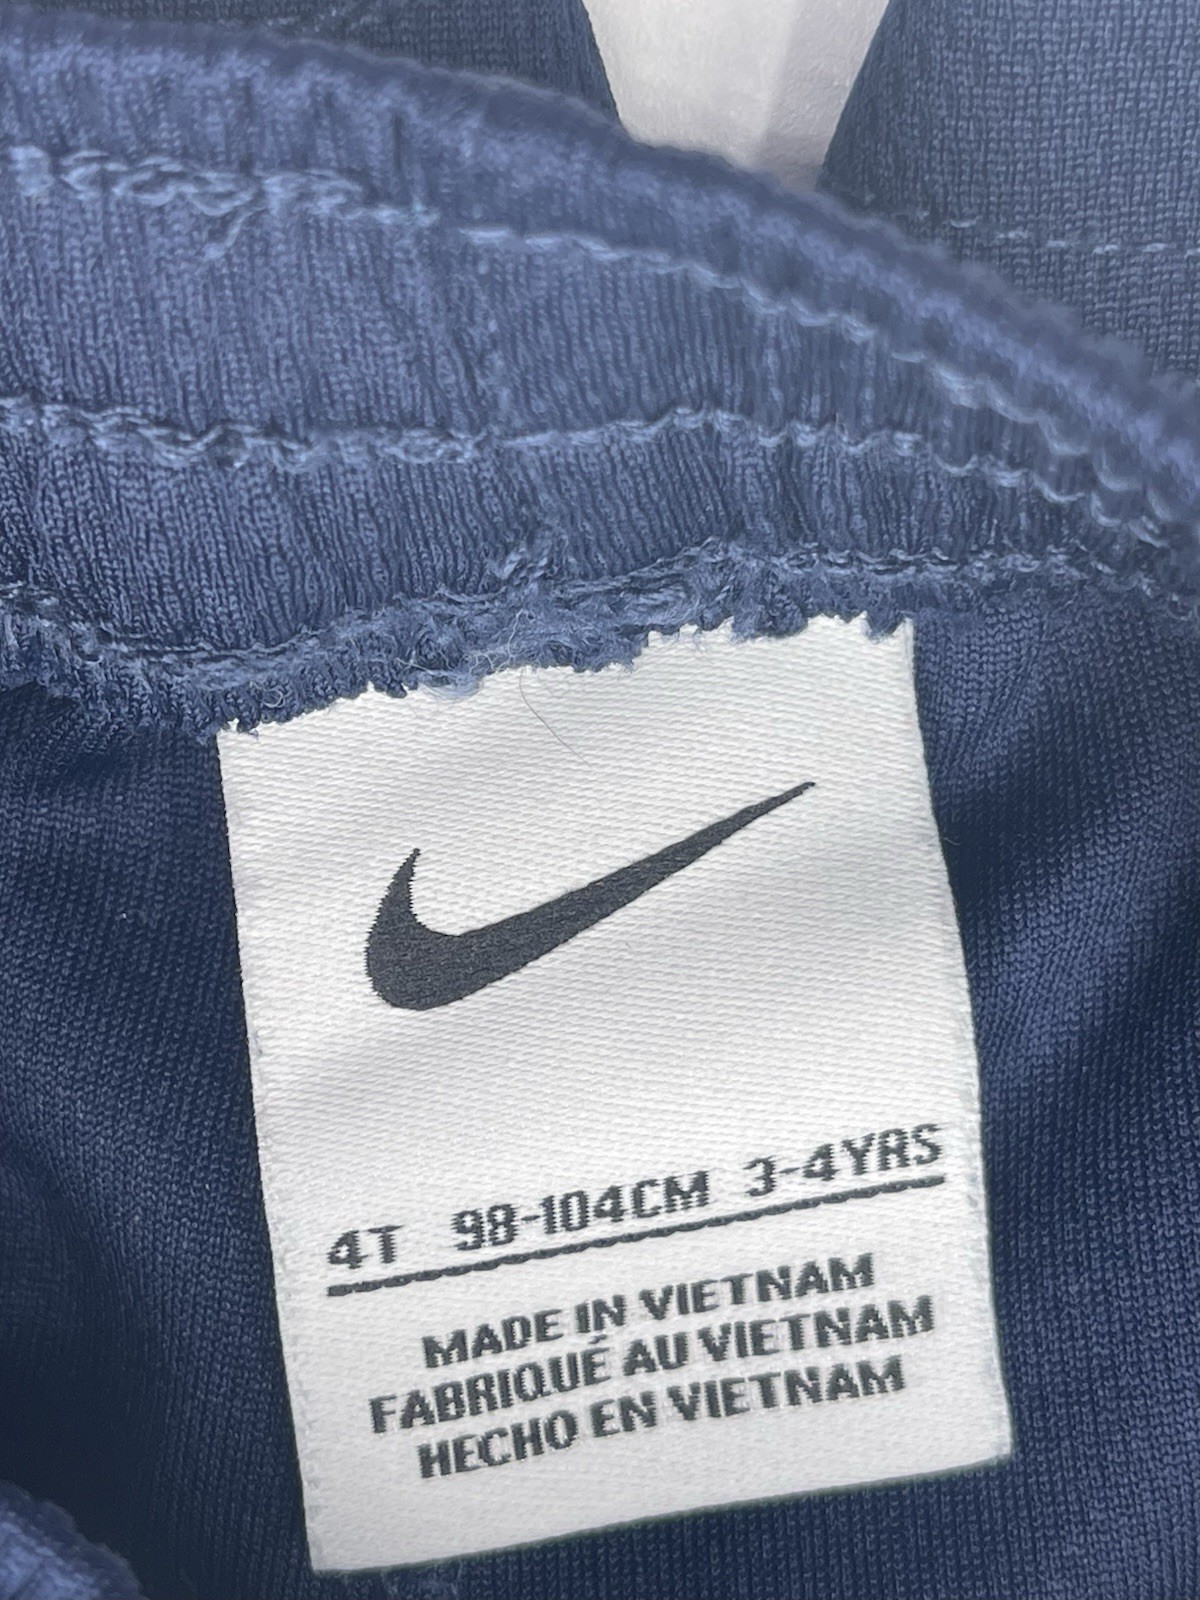 4T 98-104CM 3-4YRS
MADE IN VIETNAM
FABRIQUÉ AU VIETNAM
HECHO EN VIETNAM